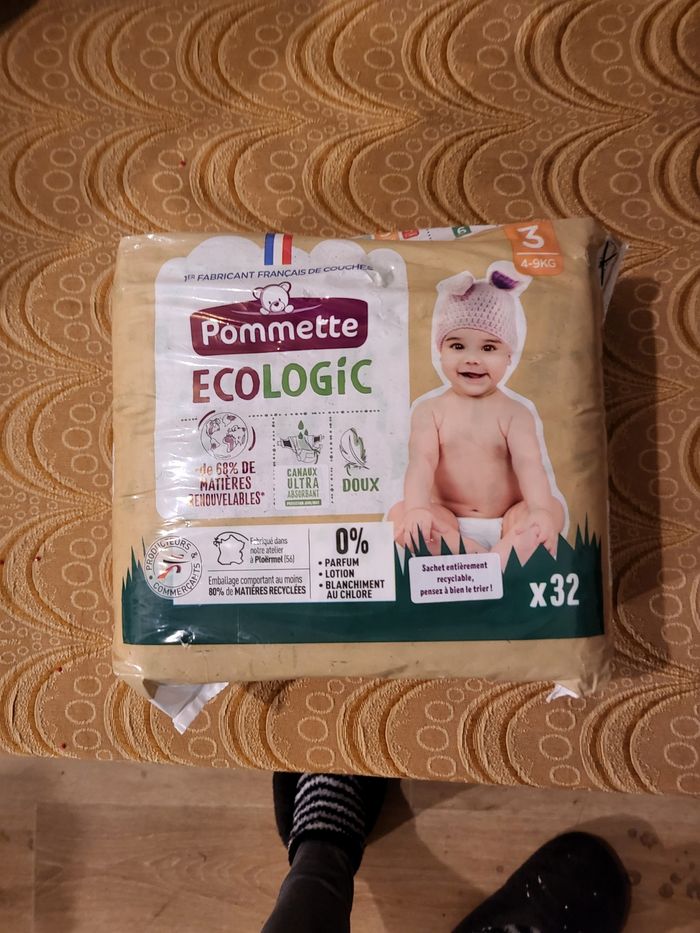 1ER FABRICANT FRANÇAIS DE COUCHES
Pommette
ECOLOGIC
3
4-9KG
6
+ de 68% DE
MATIÈRES
RENOUVELABLES*
CANAUX
ULTRA
ABSORBANT
DOUX
PRODUCTEURS &
COMMERÇANTS
Fabriqué dans
notre atelier
à Ploërmel (56)
Emballage comportant au moins
80% de MATIÈRES RECYCLÉES
0%
• PARFUM
• LOTION
• BLANCHIMENT
AU CHLORE
Sachet entièrement
recyclable,
pensez à bien le trier !
x32